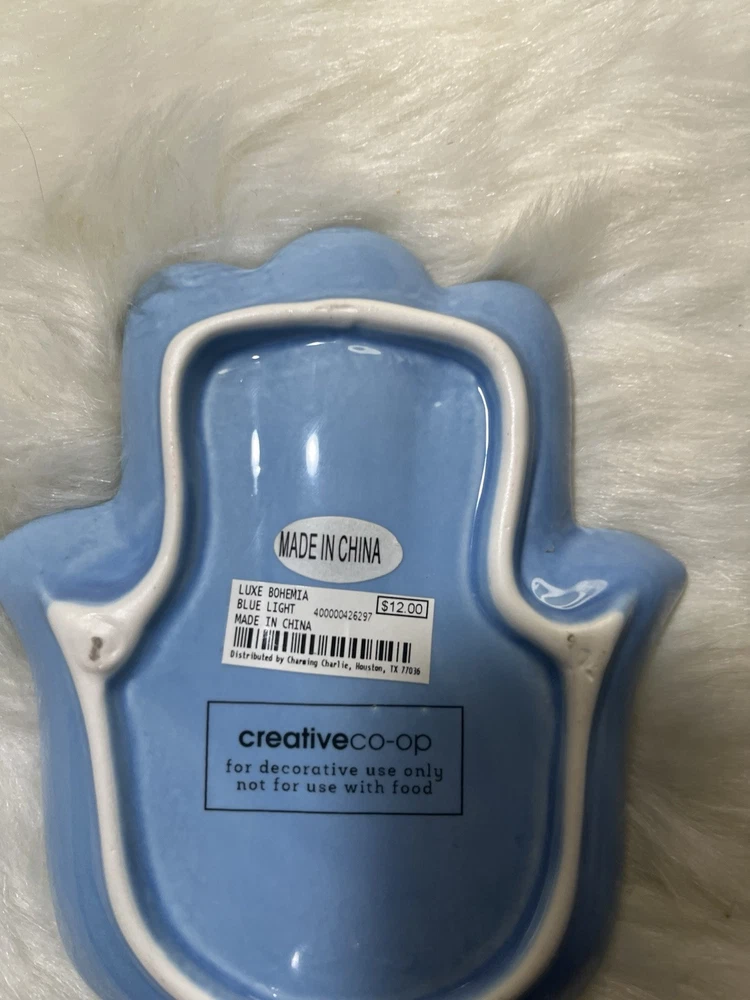 MADE IN CHINA
LUXE BOHEMIA
BLUE LIGHT 400000426297 $12.00
MADE IN CHINA
Distributed by Charming Charlie, Houston, TX 77036
creativeco-op
for decorative use only
not for use with food